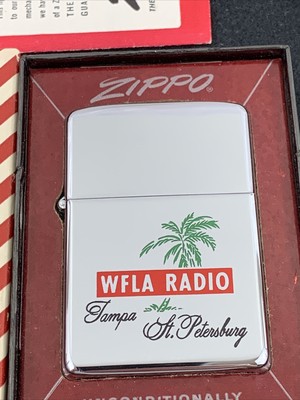 ZIPPO
WFLA RADIO
Tampa St. Petersburg
UNCONDITIONALLY